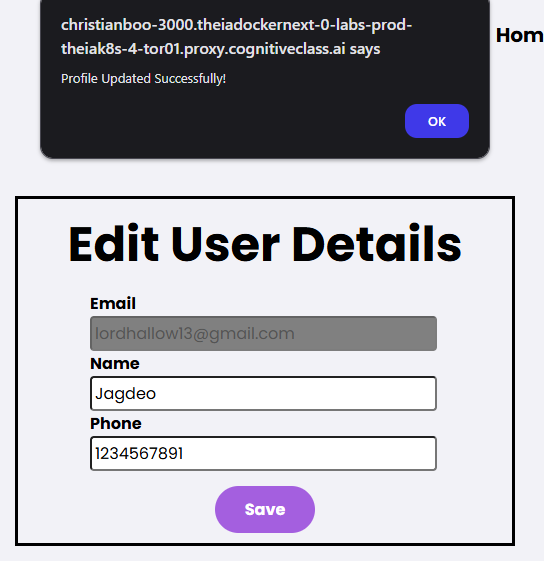 christianboo-3000.theiadockernext-0-labs-prod-
theiak8s-4-tor01.proxy.cognitiveclass.ai says
Hom
Profile Updated Successfully!
OK
Edit User Details
Email
lordhallow13@gmail.com
Name
Jagdeo
Phone
1234567891
Save